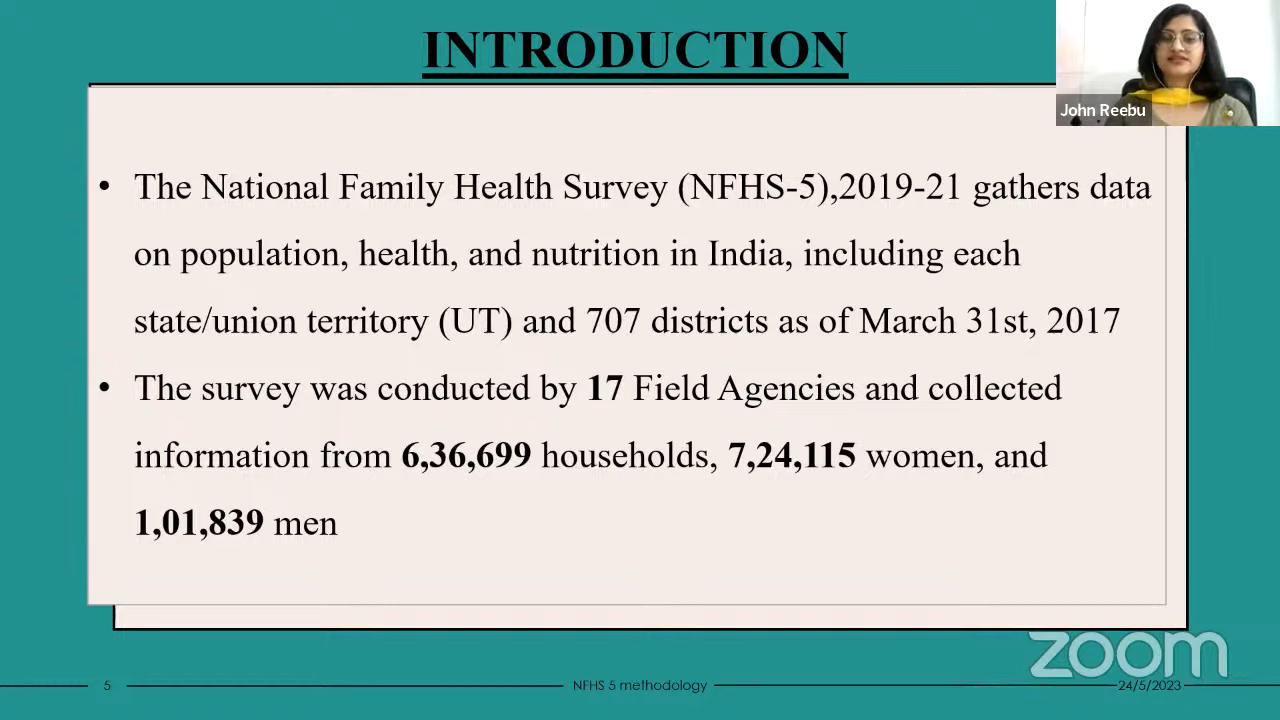 INTRODUCTION
John Reebu
• The National Family Health Survey (NFHS-5),2019-21 gathers data
on population, health, and nutrition in India, including each
state/union territory (UT) and 707 districts as of March 31st, 2017
• The survey was conducted by 17 Field Agencies and collected
information from 6,36,699 households, 7,24,115 women, and
1,01,839 men
zoom
5
NFHS 5 methodology
24/5/2023